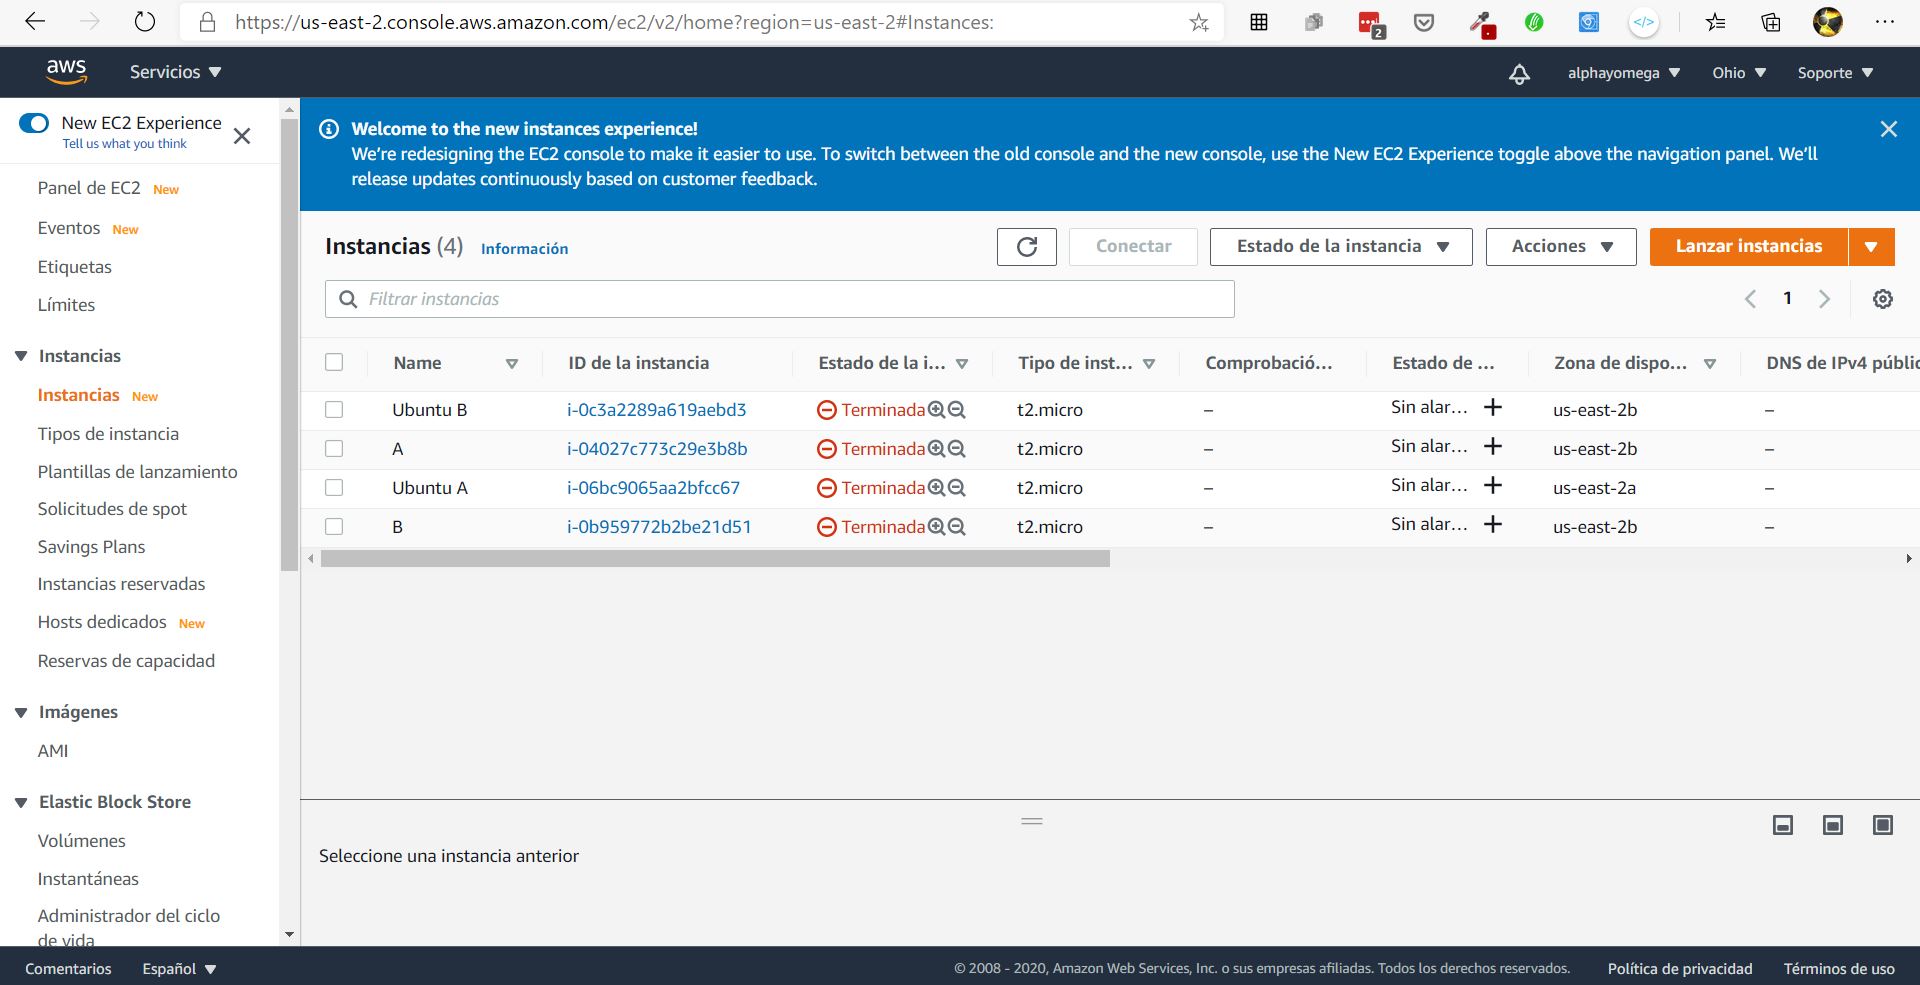 https://us-east-2.console.aws.amazon.com/ec2/v2/home?region=us-east-2#Instances:
2
</>
aws
Servicios
alphayomega
Ohio
Soporte
New EC2 Experience
Tell us what you think
Panel de EC2 New
Eventos New
Etiquetas
Límites
Instancias
Instancias New
Tipos de instancia
Plantillas de lanzamiento
Solicitudes de spot
Savings Plans
Instancias reservadas
Hosts dedicados New
Reservas de capacidad
Imágenes
AMI
Elastic Block Store
Volúmenes
Instantáneas
Administrador del ciclo
de vida
Welcome to the new instances experience!
We're redesigning the EC2 console to make it easier to use. To switch between the old console and the new console, use the New EC2 Experience toggle above the navigation panel. We'll
release updates continuously based on customer feedback.
Instancias (4) Información
Conectar
Estado de la instancia
Acciones
Lanzar instancias
Filtrar instancias
1
Name ID de la instancia Estado de la i... Tipo de inst... Comprobació... Estado de ... Zona de dispo... DNS de IPv4 públic
Ubuntu B i-0c3a2289a619aebd3 Terminada t2.micro – Sin alar... us-east-2b –
A i-04027c773c29e3b8b Terminada t2.micro – Sin alar... us-east-2b –
Ubuntu A i-06bc9065aa2bfcc67 Terminada t2.micro – Sin alar... us-east-2a –
B i-0b959772b2be21d51 Terminada t2.micro – Sin alar... us-east-2b –
Seleccione una instancia anterior
Comentarios
Español
© 2008 - 2020, Amazon Web Services, Inc. o sus empresas afiliadas. Todos los derechos reservados.
Política de privacidad
Términos de uso